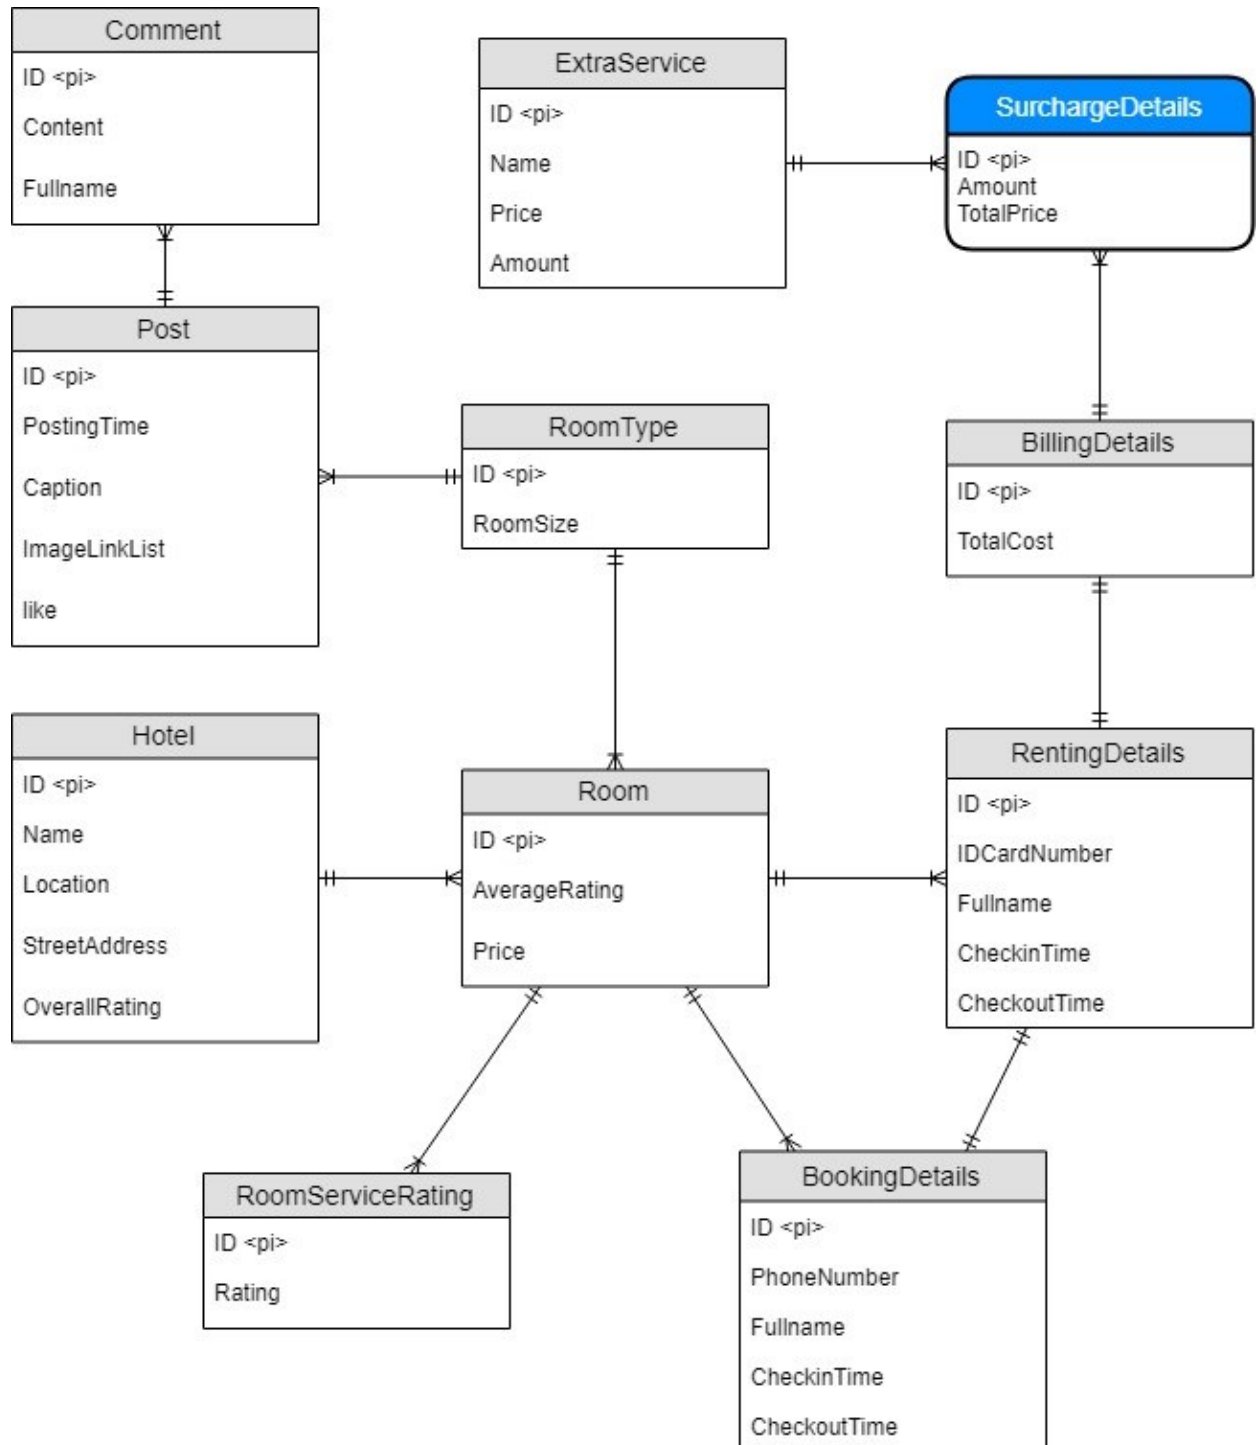 Comment
ID <pi>
Content
Fullname
ExtraService
ID <pi>
Name
Price
Amount
SurchargeDetails
ID <pi>
Amount
TotalPrice
Post
ID <pi>
PostingTime
Caption
ImageLinkList
like
RoomType
ID <pi>
RoomSize
BillingDetails
ID <pi>
TotalCost
Hotel
ID <pi>
Name
Location
StreetAddress
OverallRating
Room
ID <pi>
AverageRating
Price
RentingDetails
ID <pi>
IDCardNumber
Fullname
CheckinTime
CheckoutTime
RoomServiceRating
ID <pi>
Rating
BookingDetails
ID <pi>
PhoneNumber
Fullname
CheckinTime
CheckoutTime